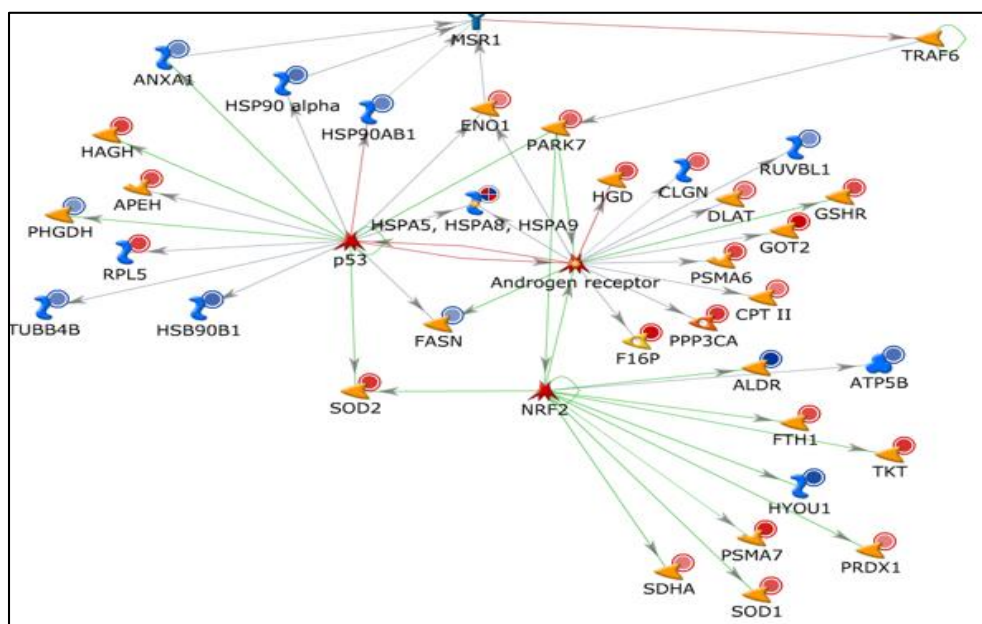 MSR1
TRAF6
ANXA1
HSP90 alpha
HSP90AB1
ENO1
PARK7
HAGH
RUVBL1
CLGN
HGD
APEH
DLAT
GSHR
PHGDH
HSPA5, HSPA8, HSPA9
GOT2
RPL5
p53
PSMA6
Androgen receptor
CPT II
TUBB4B
HSB90B1
FASN
PPP3CA
F16P
ALDR
ATP5B
SOD2
NRF2
FTH1
TKT
HYOU1
PSMA7
PRDX1
SDHA
SOD1